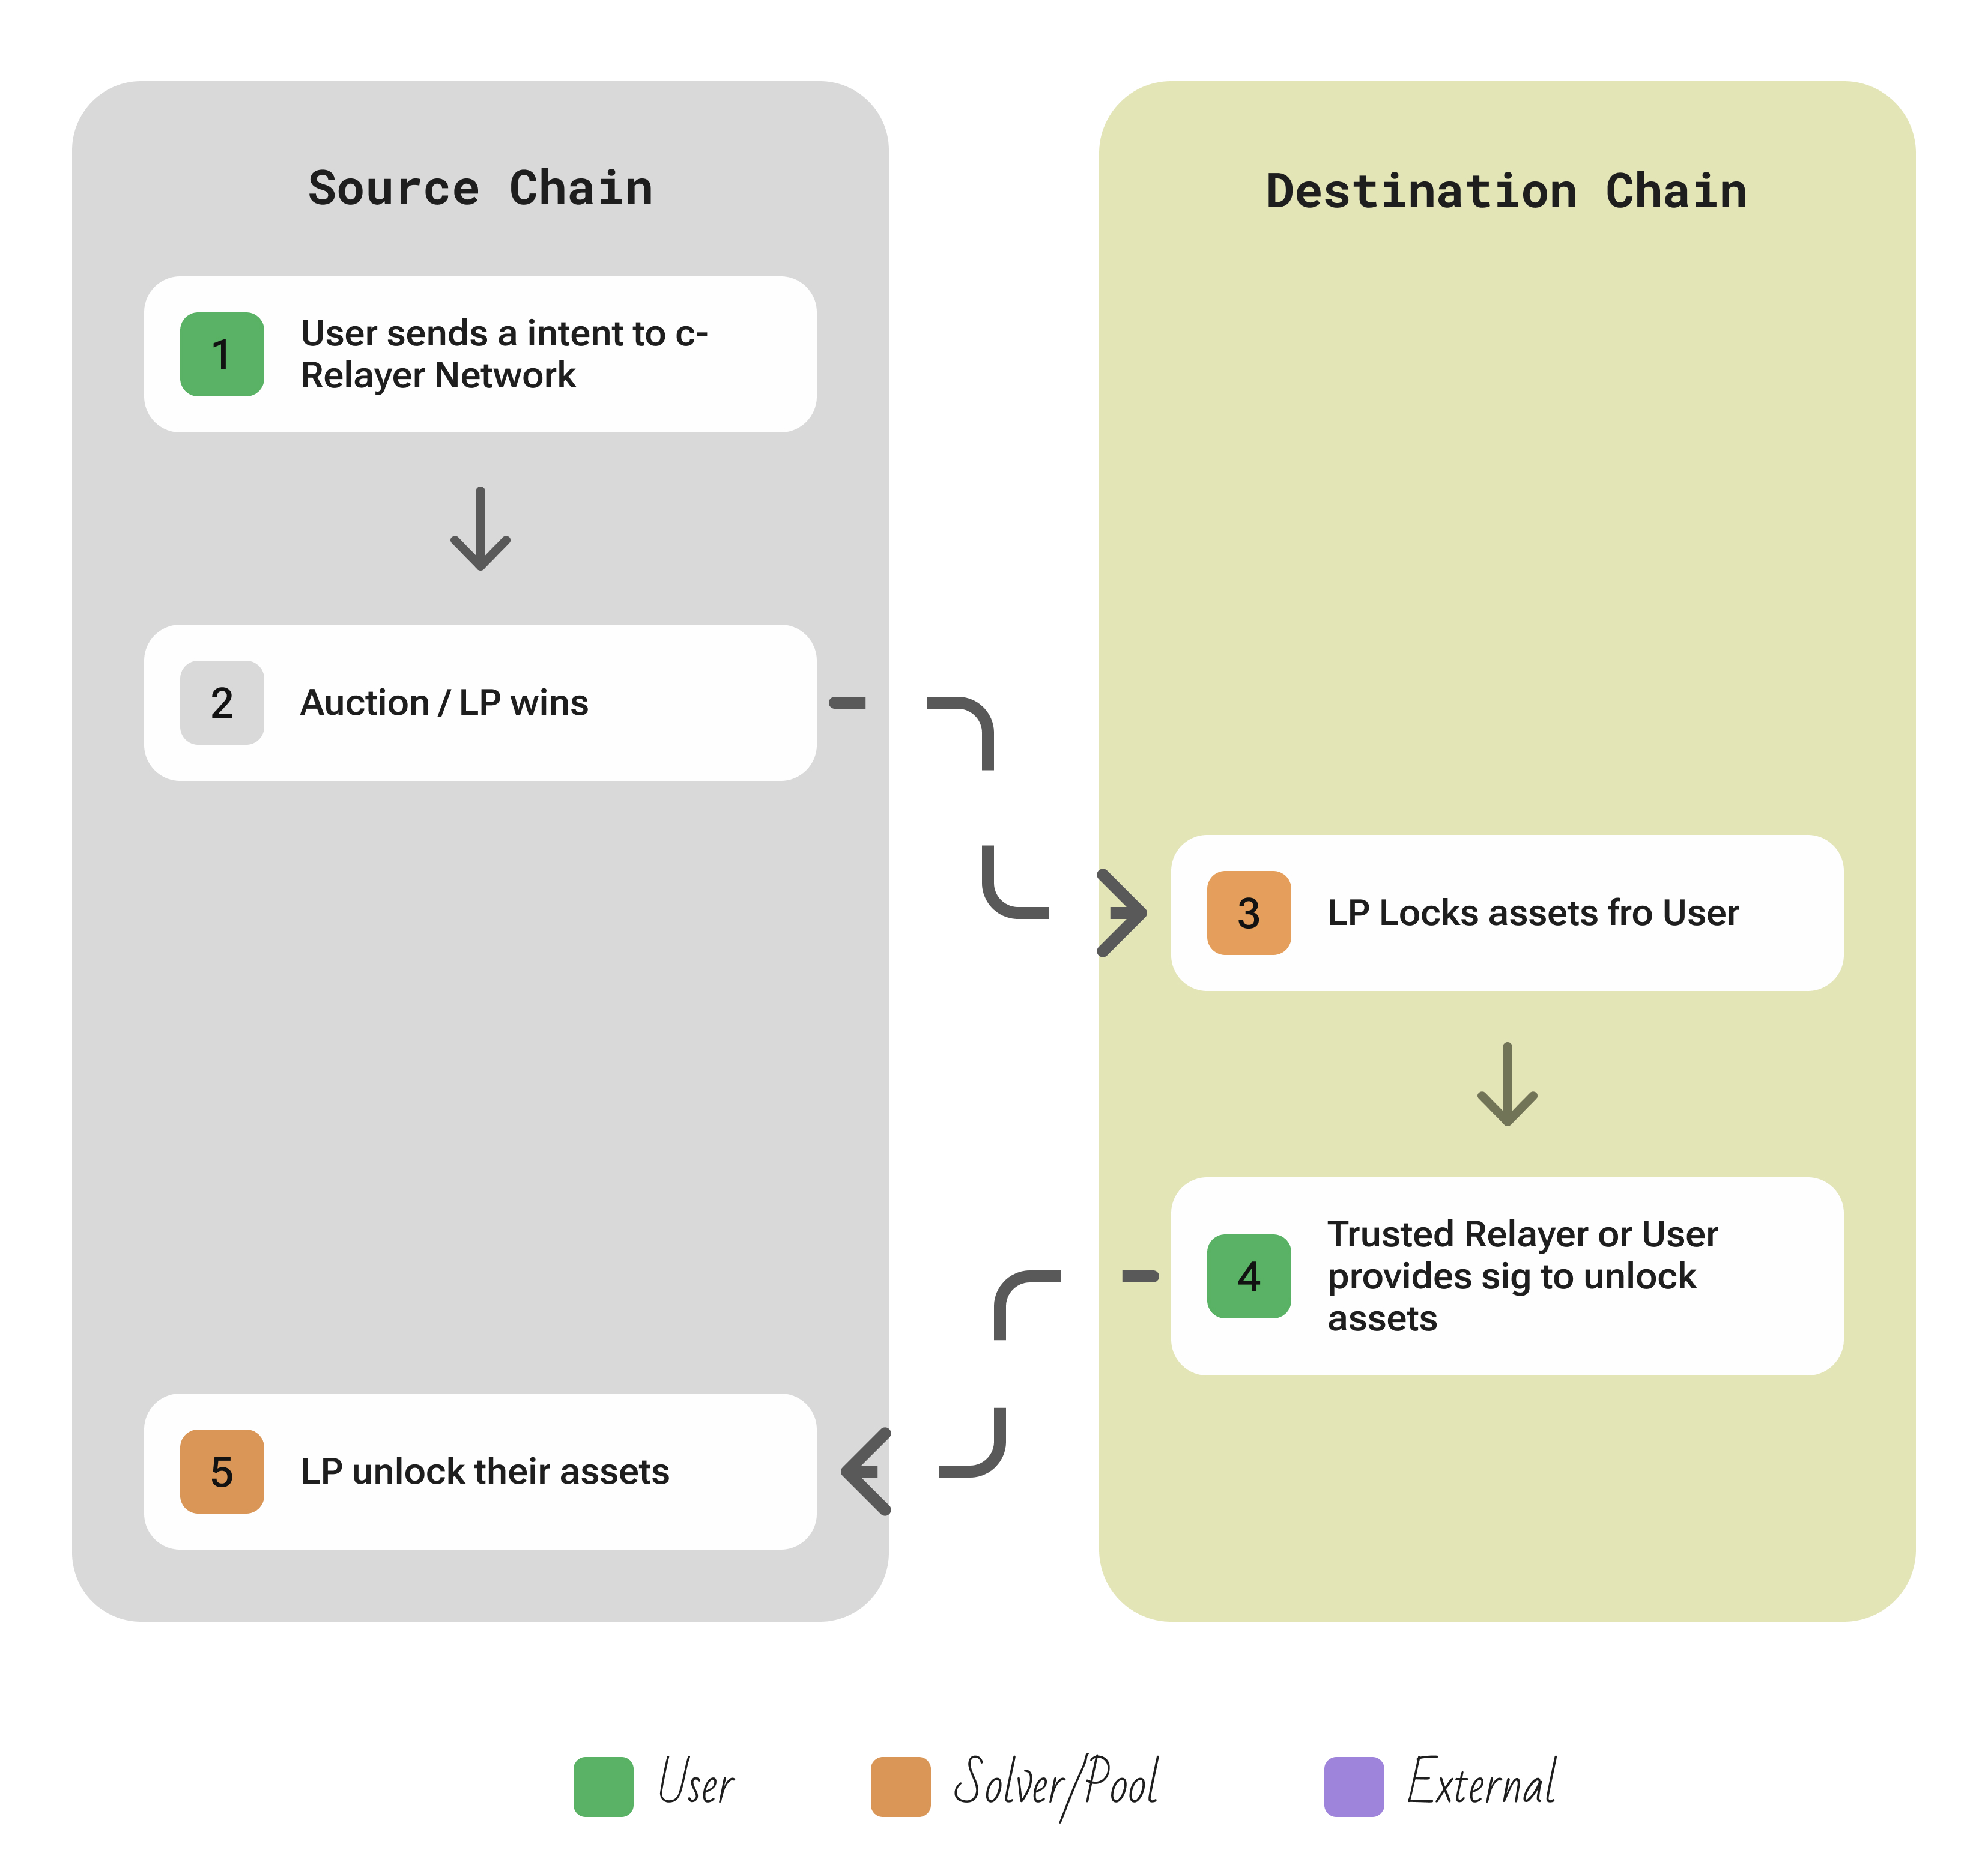 Source Chain
1
User sends a intent to c-
Relayer Network
2
Auction / LP wins
Destination Chain
3
LP Locks assets fro User
4
Trusted Relayer or User
provides sig to unlock
assets
5
LP unlock their assets
User
Solver/Pool
External